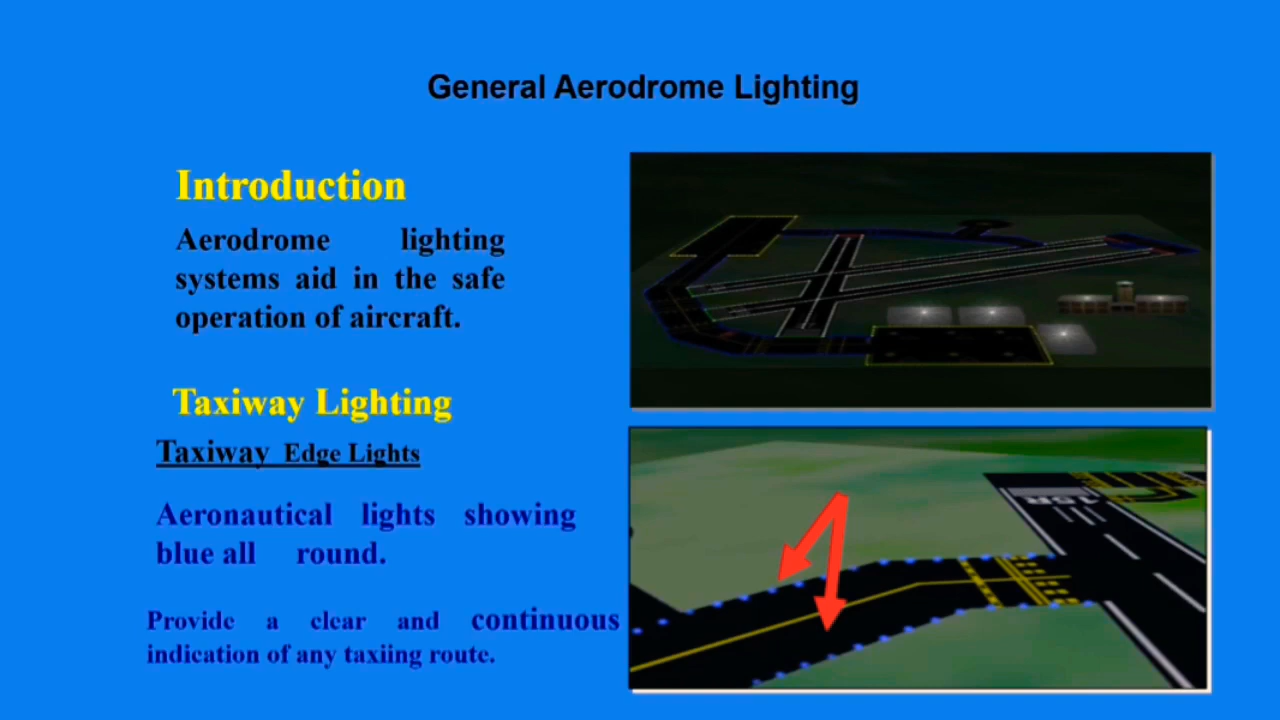 General Aerodrome Lighting
Introduction
Aerodrome lighting
systems aid in the safe
operation of aircraft.
Taxiway Lighting
Taxiway Edge Lights
Aeronautical lights showing
blue all round.
Provide a clear and continuous
indication of any taxiing route.
15R